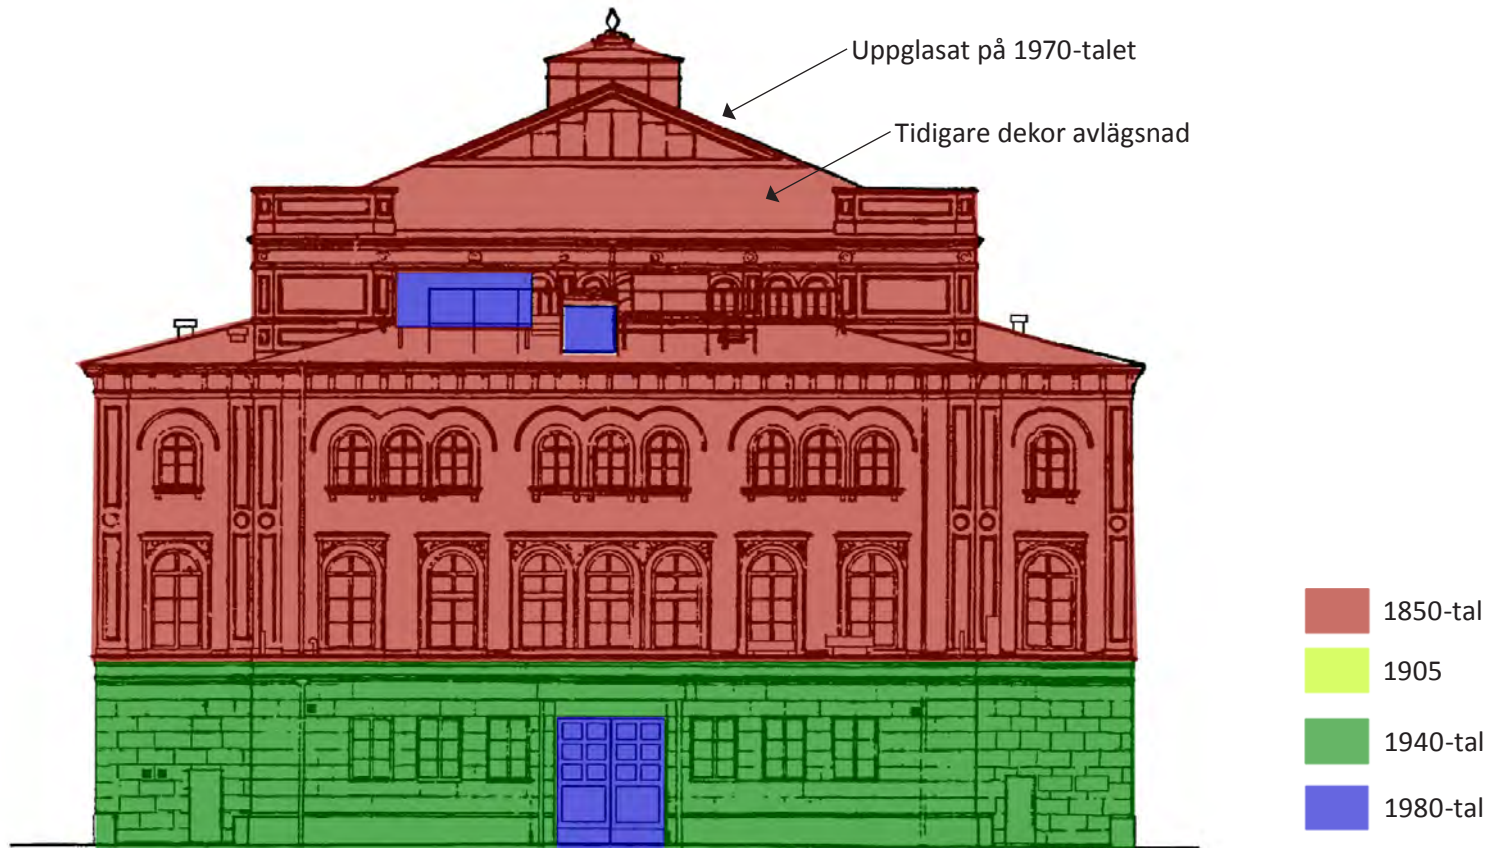 Uppglasat på 1970-talet
Tidigare dekor avlägsnad
1850-tal
1905
1940-tal
1980-tal